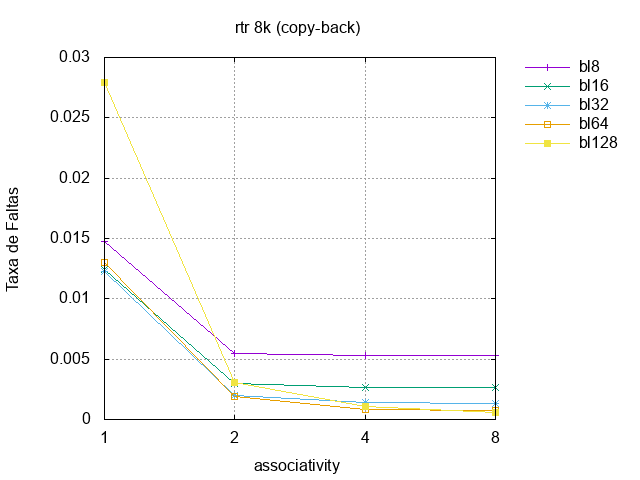 rtr 8k (copy-back)
0.03
0.025
0.02
0.015
0.01
0.005
0
Taxa de Faltas
1 2 4 8
associativity
bl8
bl16
bl32
bl64
bl128